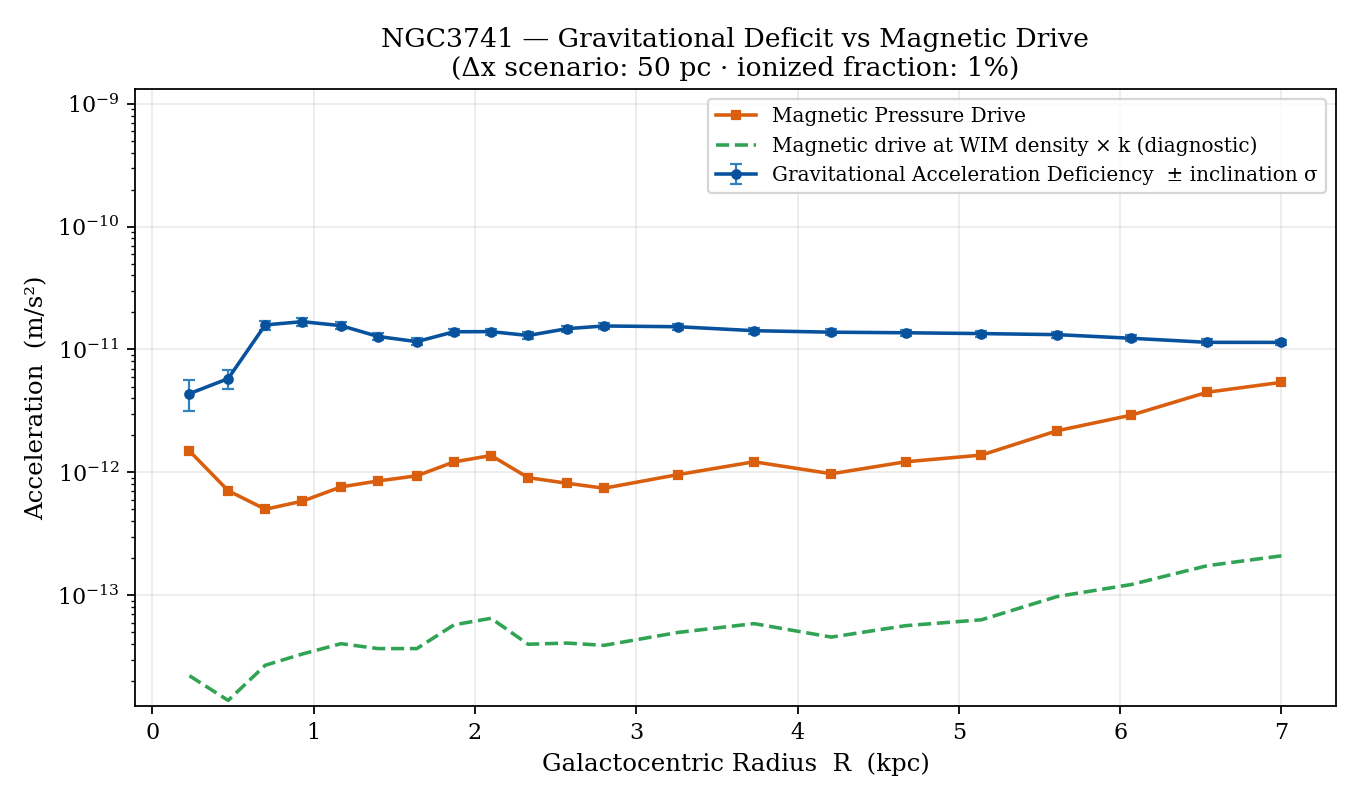 NGC3741 — Gravitational Deficit vs Magnetic Drive
(Δx scenario: 50 pc · ionized fraction: 1%)
Magnetic Pressure Drive
Magnetic drive at WIM density × k (diagnostic)
Gravitational Acceleration Deficiency ± inclination σ
Acceleration (m/s²)
10⁻⁹
10⁻¹⁰
10⁻¹¹
10⁻¹²
10⁻¹³
0 1 2 3 4 5 6 7
Galactocentric Radius R (kpc)